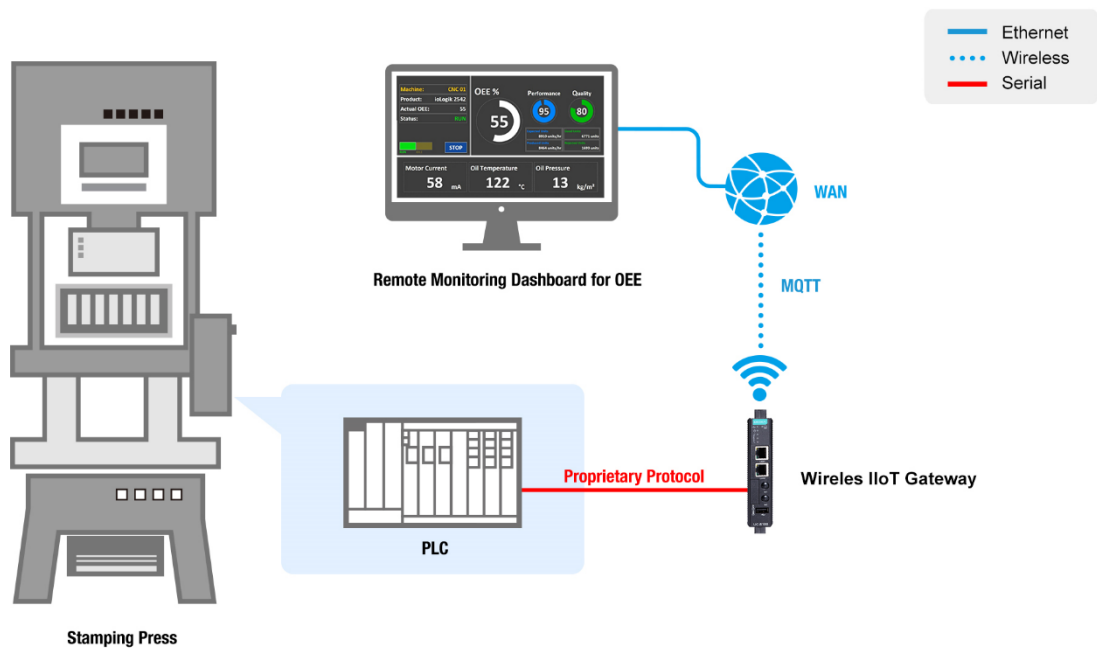 Ethernet
Wireless
Serial
Machine: CNC 01
Product: ioLogik 2542
Actual OEE: 55
Status: RUN
STOP
OEE %
55
Performance
95
Quality
80
Motor Current
58 mA
Oil Temperature
122 °C
Oil Pressure
13 kg/m³
WAN
Remote Monitoring Dashboard for OEE
MQTT
Proprietary Protocol
Wireles IIoT Gateway
PLC
Stamping Press